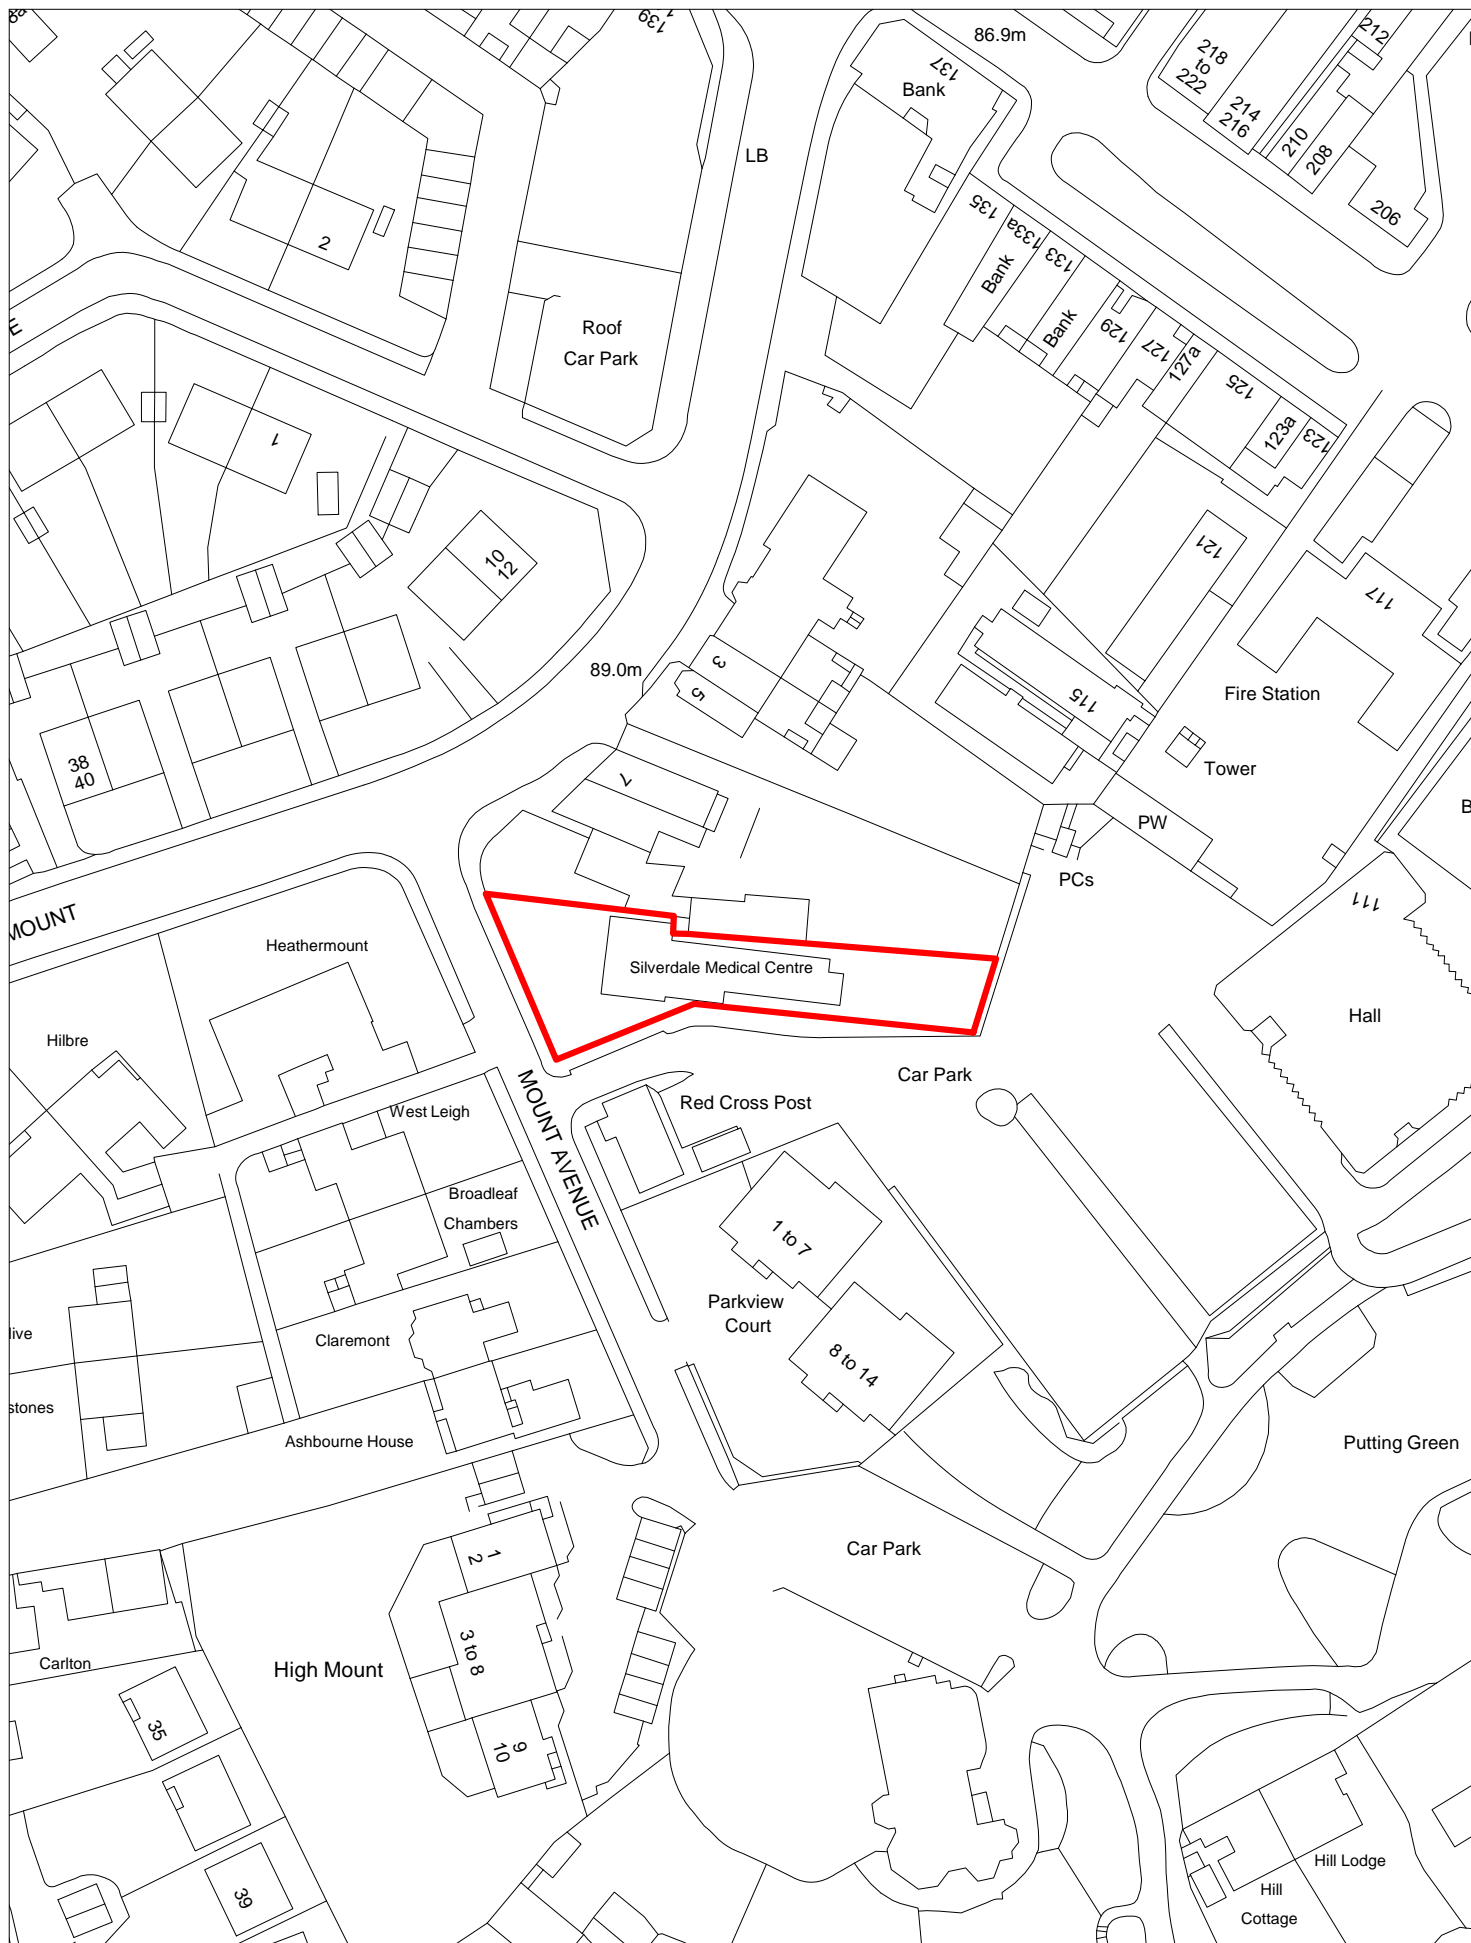 139
86.9m
212
218
to
222
137
Bank
214
216
210
208
LB
206
2
135
133a
Bank
133
Bank
129
127
127a
125
123a
123
Roof
Car Park
E
1
10
12
121
117
3
5
89.0m
115
Fire Station
38
40
7
Tower
PW
B
PCs
111
MOUNT
Heathermount
Silverdale Medical Centre
Hilbre
Hall
Car Park
MOUNT AVENUE
Red Cross Post
West Leigh
Broadleaf
Chambers
1 to 7
Parkview
Court
8 to 14
live
Claremont
stones
Ashbourne House
Putting Green
Car Park
1
2
3 to 8
High Mount
Carlton
35
9
10
39
Hill Lodge
Hill
Cottage